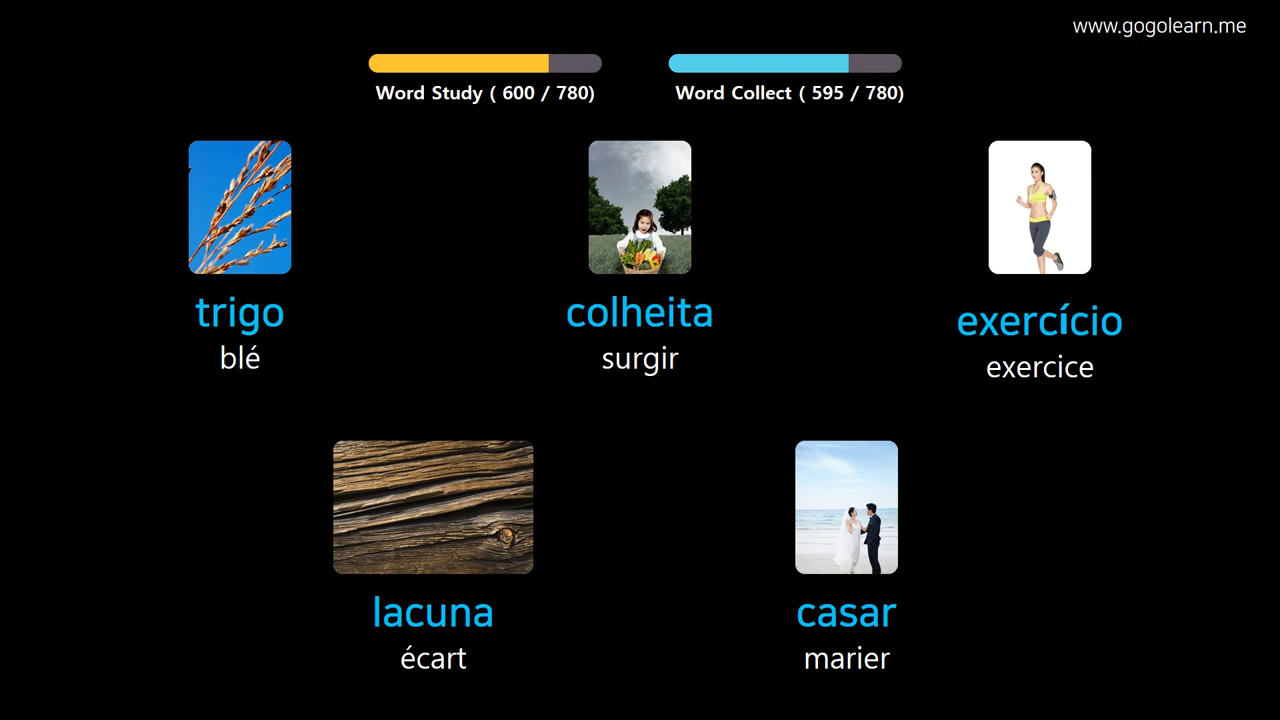 www.gogolearn.me
Word Study ( 600 / 780)
Word Collect ( 595 / 780)
trigo
blé
colheita
surgir
exercício
exercice
lacuna
écart
casar
marier